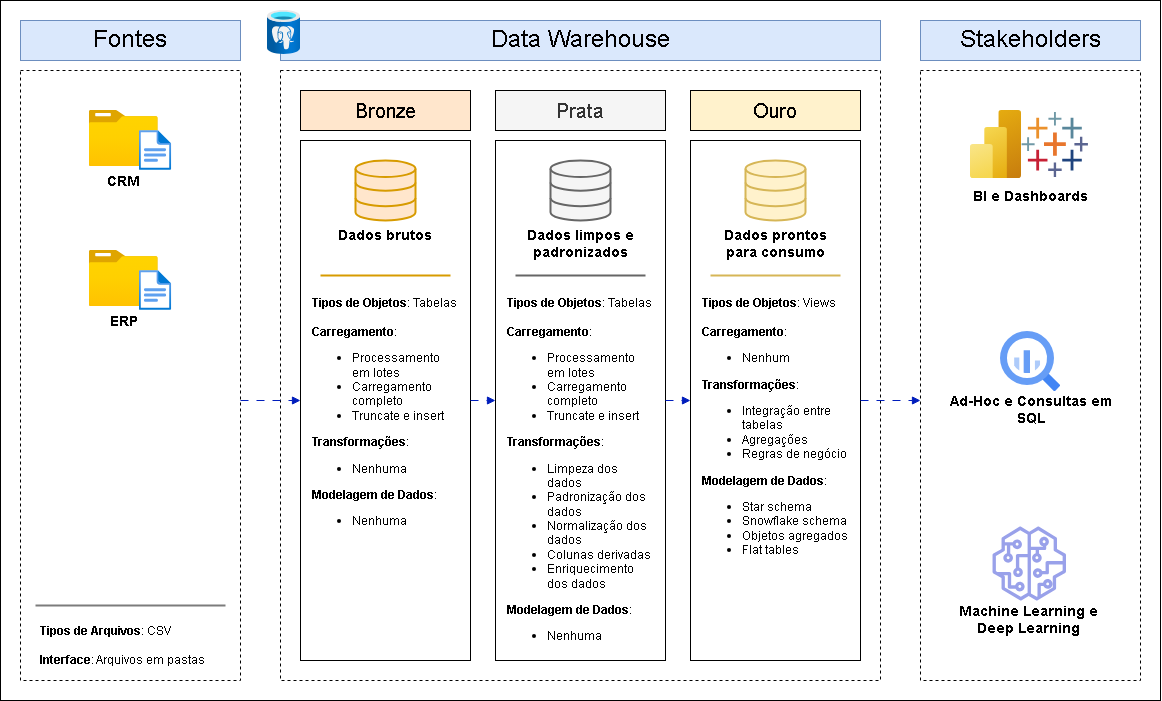 Fontes
CRM
ERP
Tipos de Arquivos: CSV
Interface: Arquivos em pastas
Data Warehouse
Bronze
Dados brutos
Tipos de Objetos: Tabelas
Carregamento:
• Processamento
em lotes
• Carregamento
completo
• Truncate e insert
Transformações:
• Nenhuma
Modelagem de Dados:
• Nenhuma
Prata
Dados limpos e
padronizados
Tipos de Objetos: Tabelas
Carregamento:
• Processamento
em lotes
• Carregamento
completo
• Truncate e insert
Transformações:
• Limpeza dos
dados
• Padronização dos
dados
• Normalização dos
dados
• Colunas derivadas
• Enriquecimento
dos dados
Modelagem de Dados:
• Nenhuma
Ouro
Dados prontos
para consumo
Tipos de Objetos: Views
Carregamento:
• Nenhum
Transformações:
• Integração entre
tabelas
• Agregações
• Regras de negócio
Modelagem de Dados:
• Star schema
• Snowflake schema
• Objetos agregados
• Flat tables
Stakeholders
BI e Dashboards
Ad-Hoc e Consultas em
SQL
Machine Learning e
Deep Learning